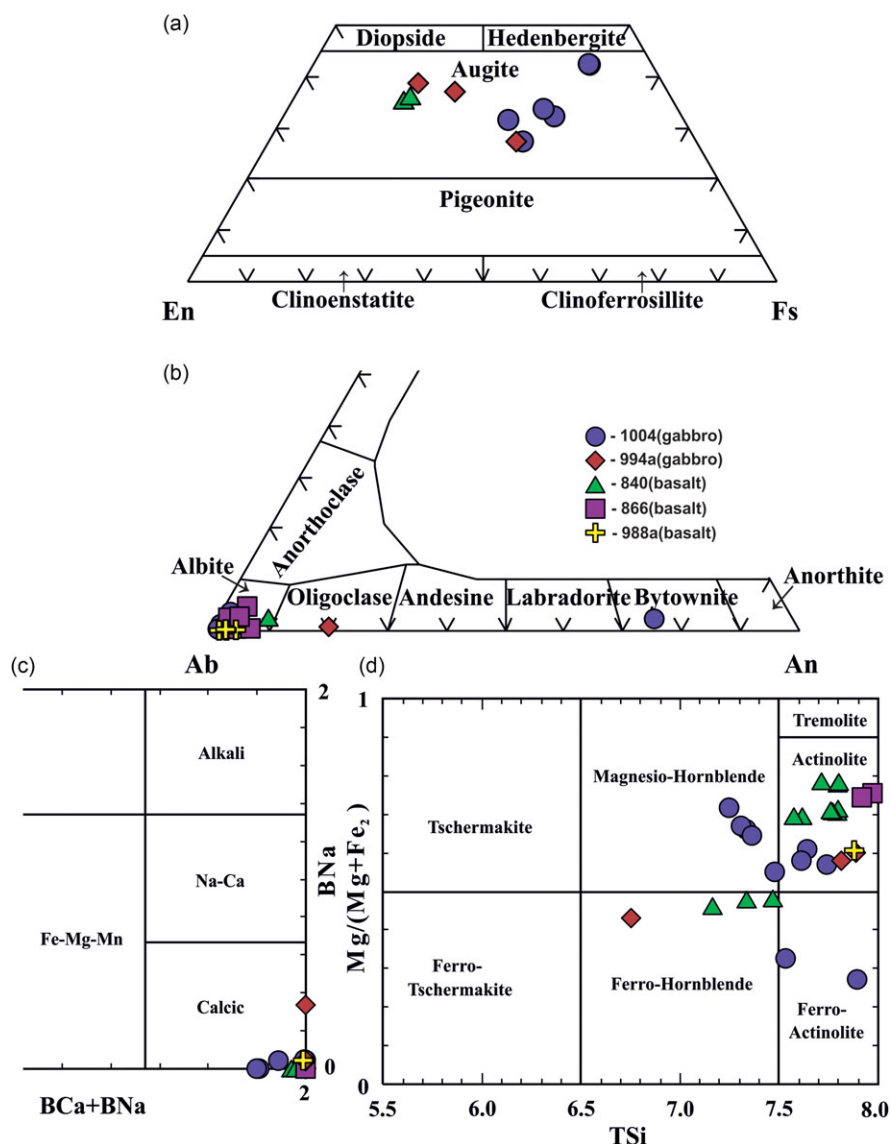 (a)
Diopside Hedenbergite
Augite
Pigeonite
Clinoenstatite Clinoferrosillite
En Fs
(b)
- 1004(gabbro)
- 994a(gabbro)
- 840(basalt)
- 866(basalt)
- 988a(basalt)
Anorthoclase
Albite
Anorthite
Oligoclase Andesine Labradorite Bytownite
Ab An
(c)
2
Alkali
BNa
Na-Ca
Fe-Mg-Mn
Calcic
0
2
BCa+BNa
(d)
1
Tremolite
Actinolite
Magnesio-Hornblende
Tschermakite
Mg/(Mg+Fe₂)
Ferro-
Tschermakite
Ferro-Hornblende
Ferro-
Actinolite
0
5.5 6.0 6.5 7.0 7.5 8.0
TSi